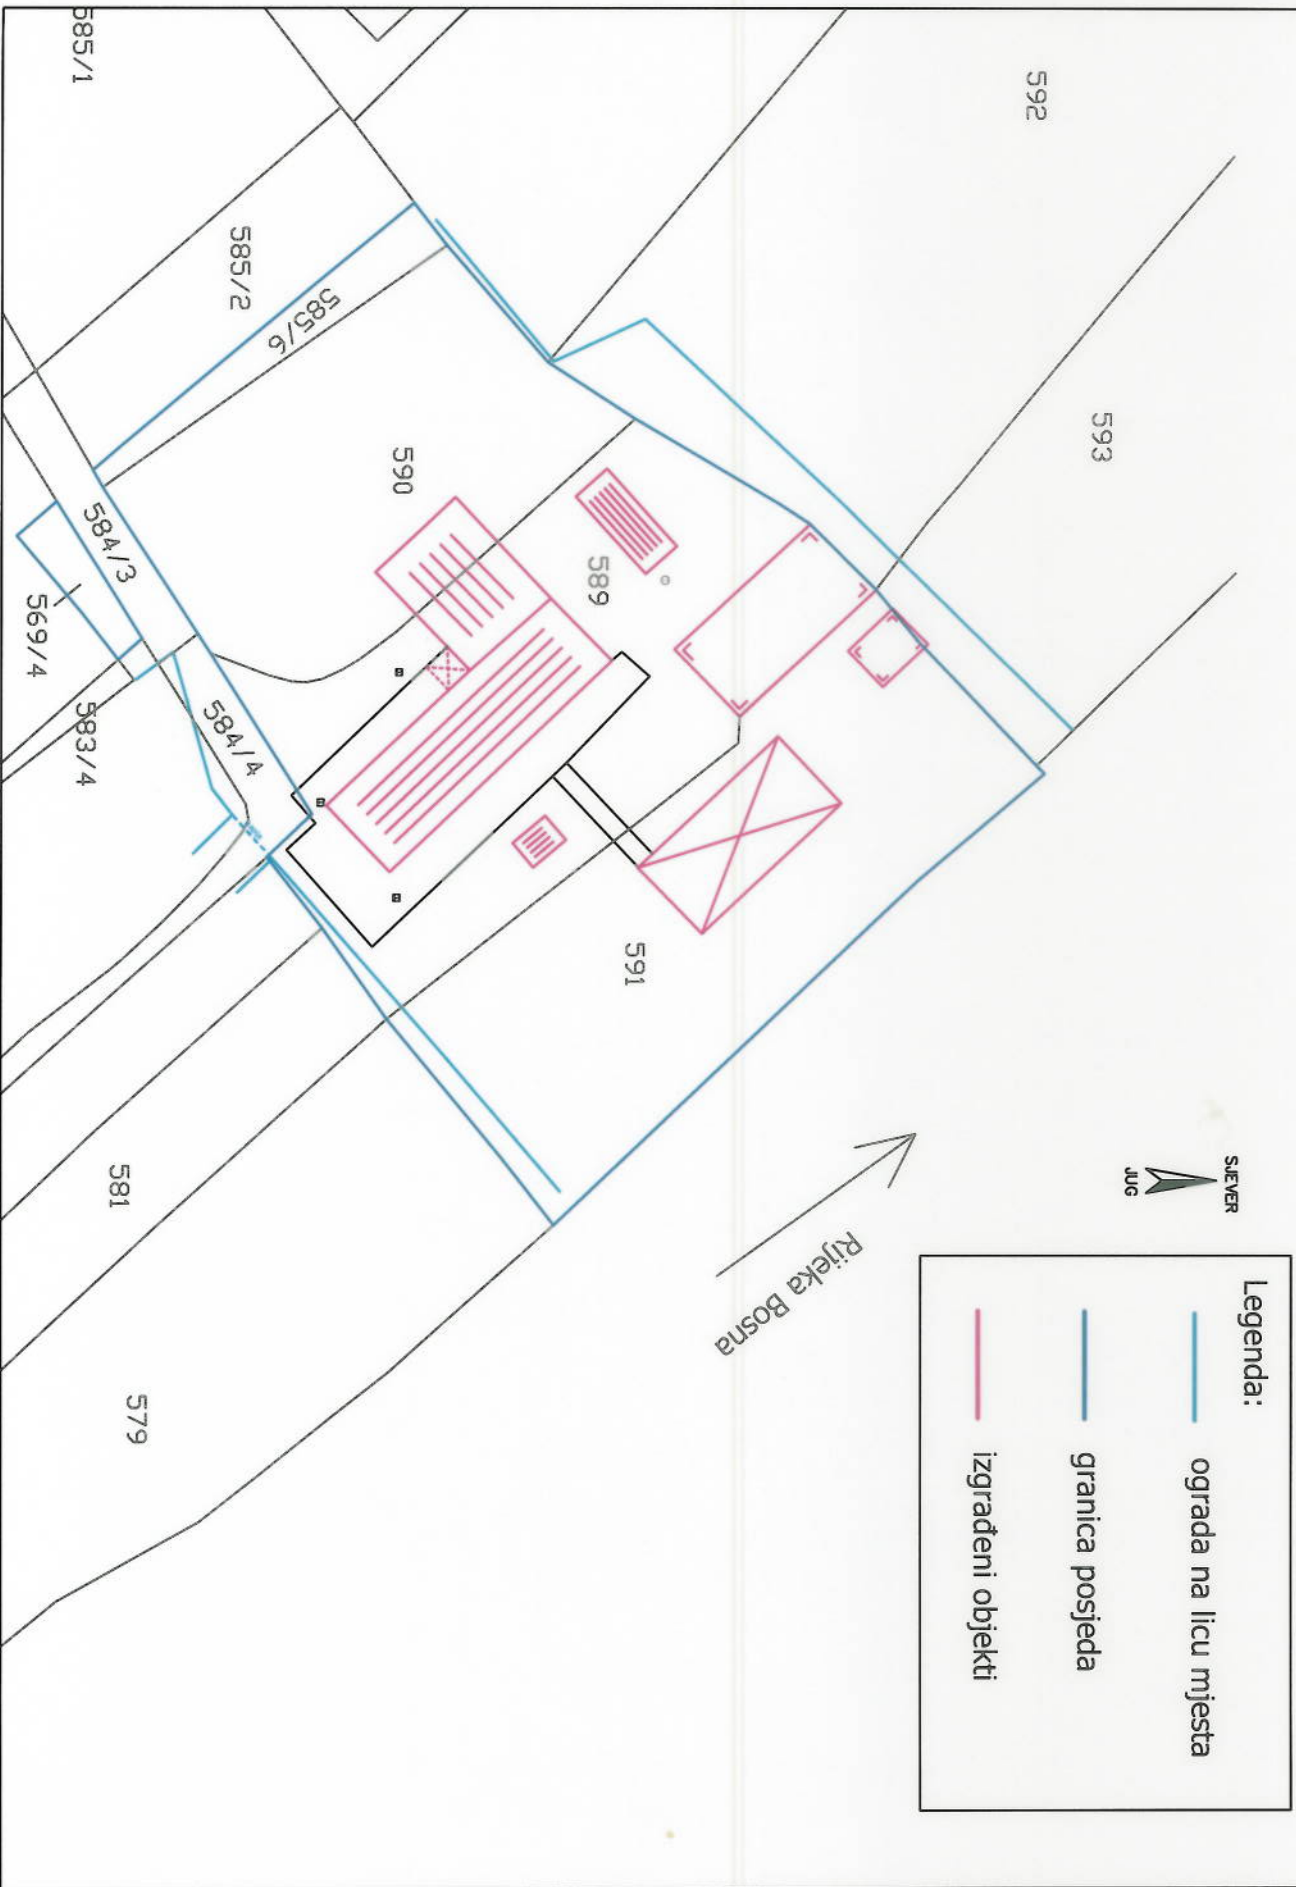 Legenda:
ograda na licu mjesta
granica posjeda
izgrađeni objekti
SJEVER
JUG
593
592
Rijeka Bosna
591
589
590
585/6
585/2
584/4
579
581
584/3
583/4
585/1
569/4